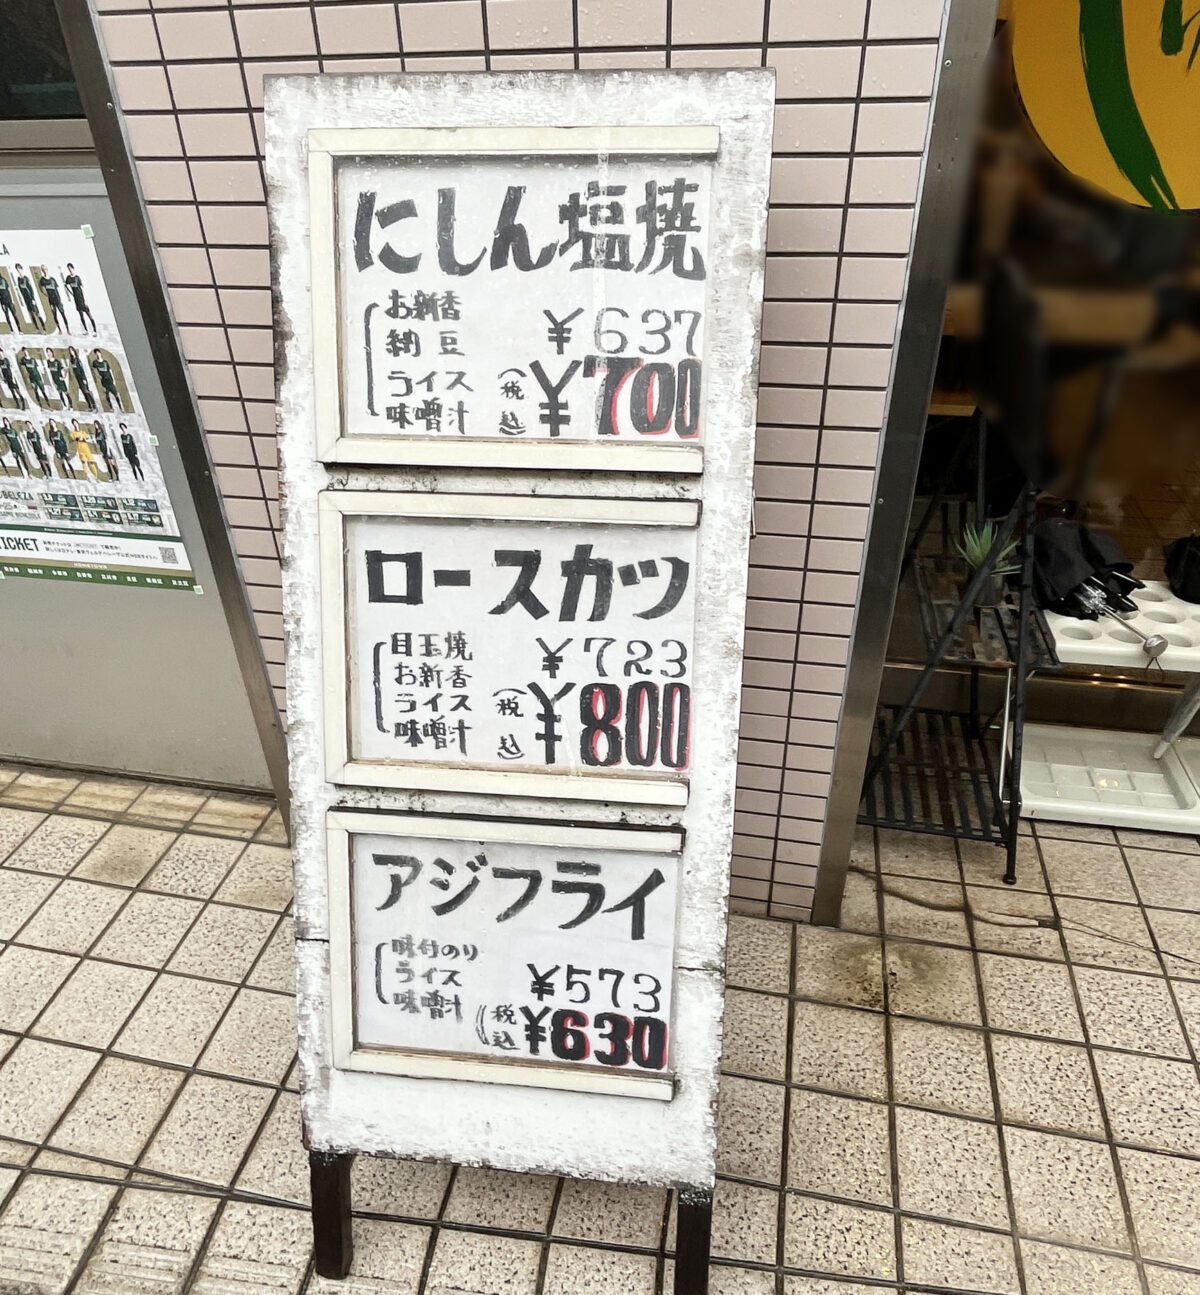 にしん塩焼
お新香
納豆
ライス
味噌汁
¥637
(税込) ¥700
ロースカツ
目玉焼
お新香
ライス
味噌汁
¥723
(税込) ¥800
アジフライ
味付のり
ライス
味噌汁
¥573
(税込) ¥630
BELEZA
TICKET
HOMETOWN